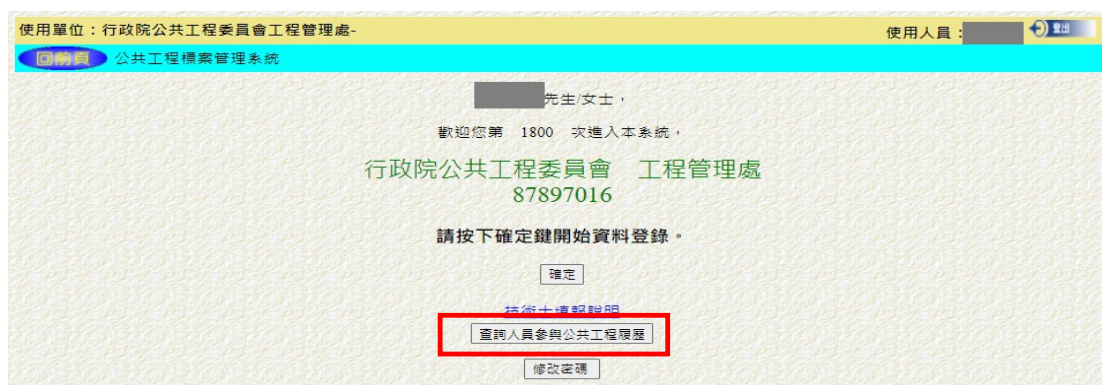 使用單位：行政院公共工程委員會工程管理處-
使用人員：
登出
回前頁 公共工程標案管理系統
先生/女士，
歡迎您第 1800 次進入本系統，
行政院公共工程委員會 工程管理處
87897016
請按下確定鍵開始資料登錄。
確定
技術士填報說明
查詢人員參與公共工程履歷
修改密碼